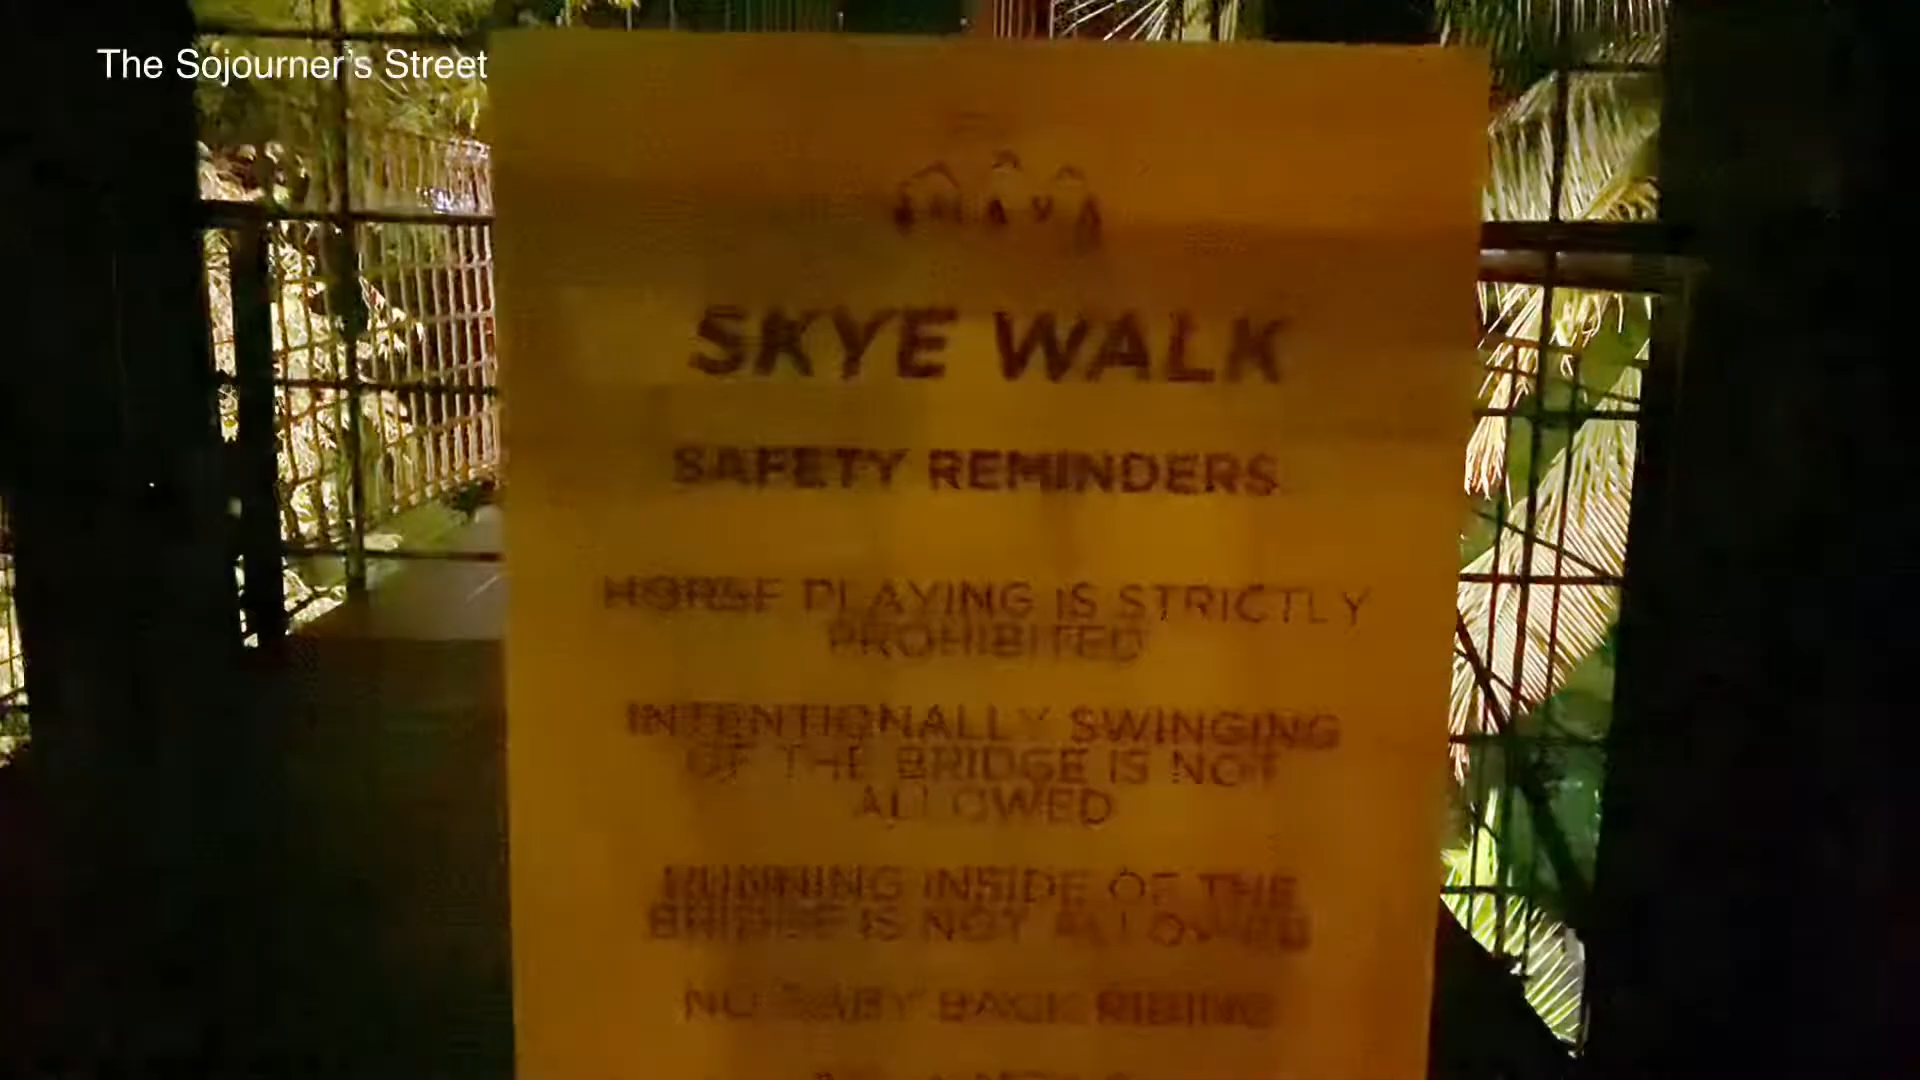 The Sojourner's Street
SKYE WALK
SAFETY REMINDERS
HORSE PLAYING IS STRICTLY
PROHIBITED
INTENTIONALLY SWINGING
OF THE BRIDGE IS NOT
ALLOWED
RUNNING INSIDE OF THE
BRIDGE IS NOT ALLOWED
NO BABY BACK RIDING